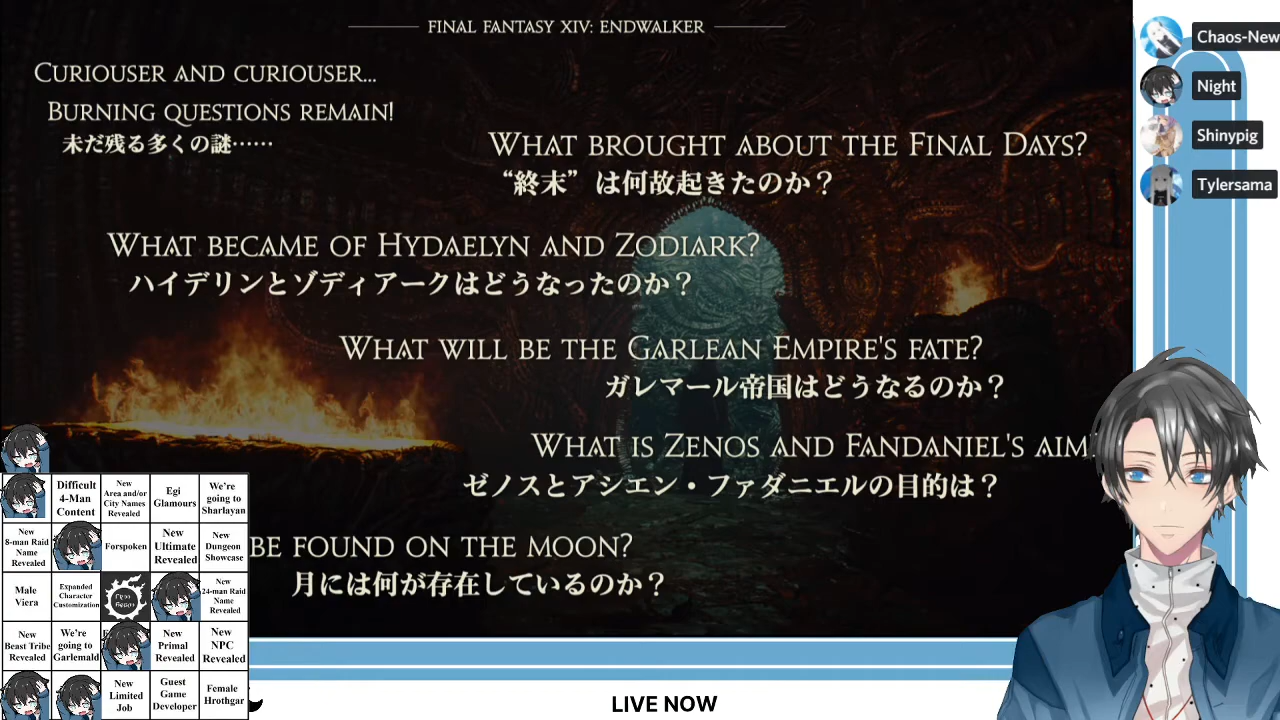 FINAL FANTASY XIV: ENDWALKER
CURIOUSER AND CURIOUSER...
BURNING QUESTIONS REMAIN!
未だ残る多くの謎……
WHAT BROUGHT ABOUT THE FINAL DAYS?
“終末”は何故起きたのか？
WHAT BECAME OF HYDAELYN AND ZODIARK?
ハイデリンとゾディアークはどうなったのか？
WHAT WILL BE THE GARLEAN EMPIRE'S FATE?
ガレマール帝国はどうなるのか？
WHAT IS ZENOS AND FANDANIEL'S AIM
ゼノスとアシエン・ファダニエルの目的は？
BE FOUND ON THE MOON?
月には何が存在しているのか？
Chaos-New
Night
Shinypig
Tylersama
Difficult
4-Man
Content
New
Area and/or
City Names
Revealed
Egi
Glamours
We're
going to
Sharlayan
New
8-man Raid
Name
Revealed
Forspoken
New
Ultimate
Revealed
New
Dungeon
Showcase
Male
Viera
Expanded
Character
Customization
New
24-man Raid
Name
Revealed
New
Beast Tribe
Revealed
We're
going to
Garlemald
New
Primal
Revealed
New
NPC
Revealed
New
Limited
Job
Guest
Game
Developer
Female
Hrothgar
LIVE NOW